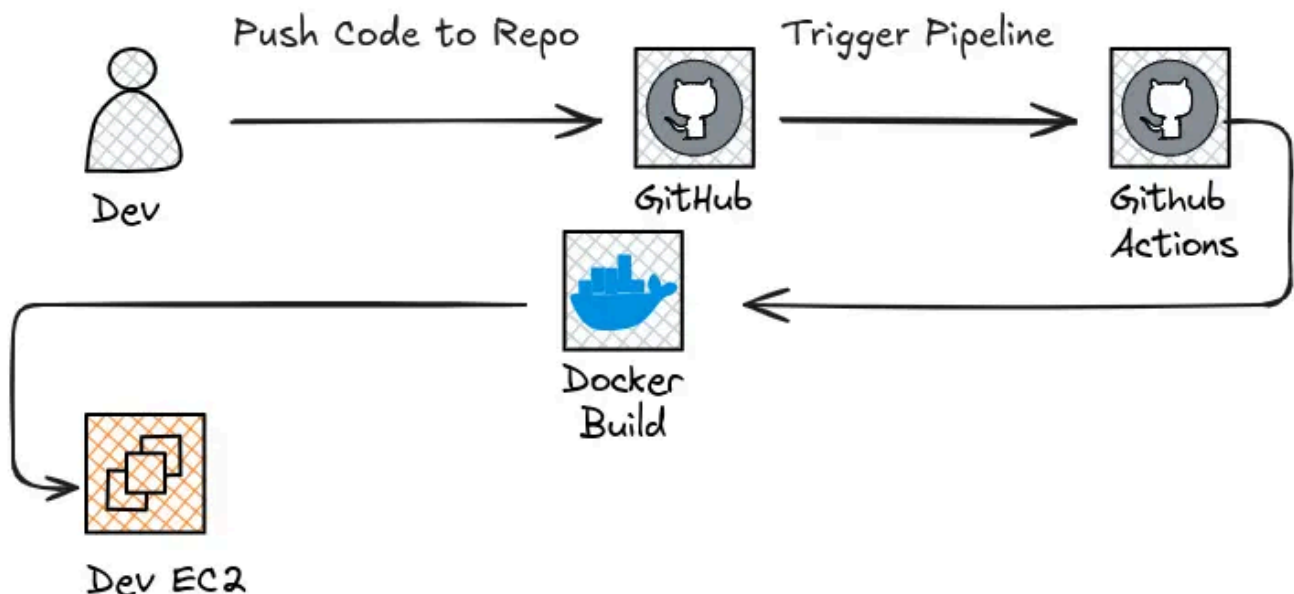 Push Code to Repo
Trigger Pipeline
Dev
GitHub
Github
Actions
Docker
Build
Dev EC2